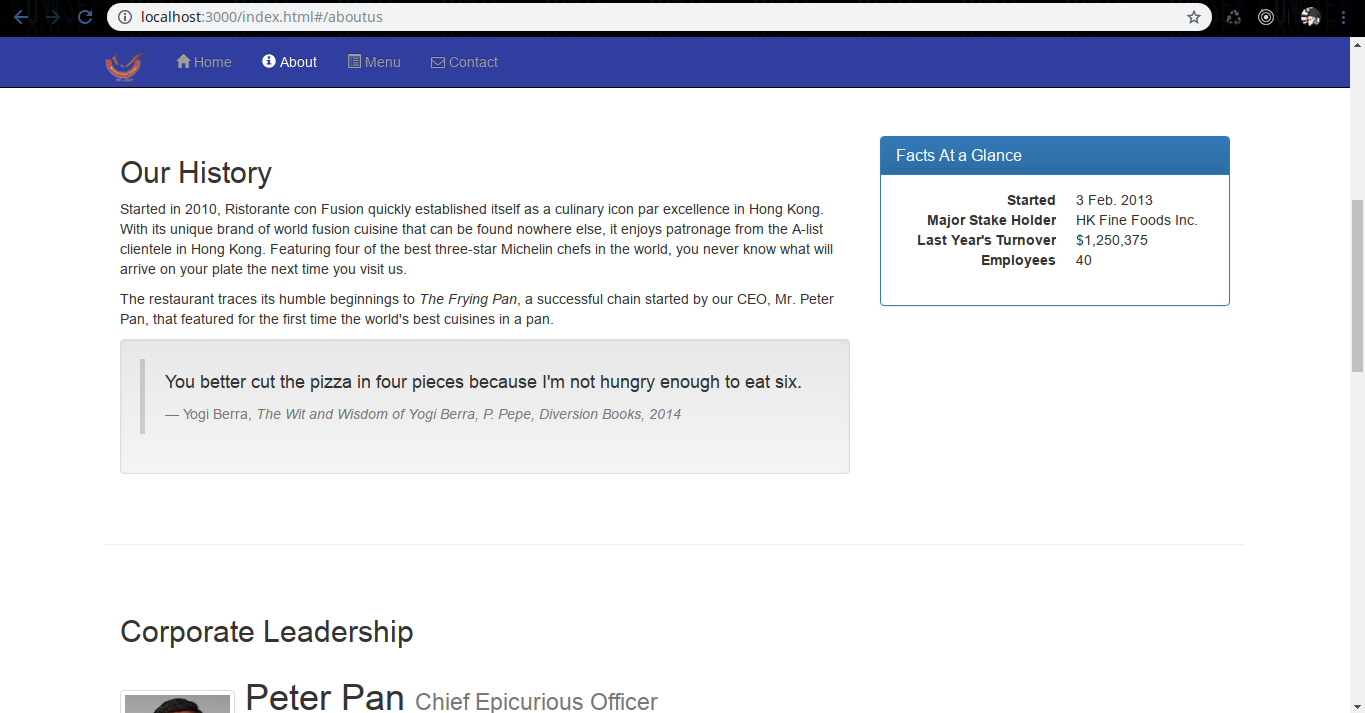 localhost:3000/index.html#/aboutus
Home About Menu Contact
Our History
Started in 2010, Ristorante con Fusion quickly established itself as a culinary icon par excellence in Hong Kong.
With its unique brand of world fusion cuisine that can be found nowhere else, it enjoys patronage from the A-list
clientele in Hong Kong. Featuring four of the best three-star Michelin chefs in the world, you never know what will
arrive on your plate the next time you visit us.
The restaurant traces its humble beginnings to The Frying Pan, a successful chain started by our CEO, Mr. Peter
Pan, that featured for the first time the world's best cuisines in a pan.
You better cut the pizza in four pieces because I'm not hungry enough to eat six.
— Yogi Berra, The Wit and Wisdom of Yogi Berra, P. Pepe, Diversion Books, 2014
Facts At a Glance
Started 3 Feb. 2013
Major Stake Holder HK Fine Foods Inc.
Last Year's Turnover $1,250,375
Employees 40
Corporate Leadership
Peter Pan Chief Epicurious Officer